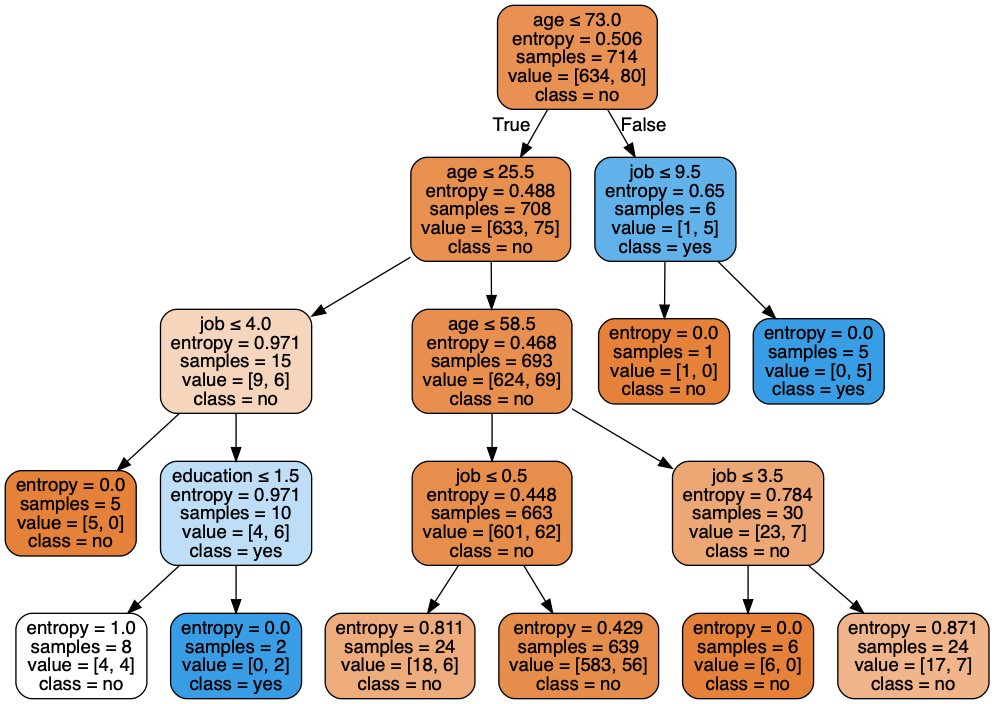 age ≤ 73.0
entropy = 0.506
samples = 714
value = [634, 80]
class = no
True
False
age ≤ 25.5
entropy = 0.488
samples = 708
value = [633, 75]
class = no
job ≤ 9.5
entropy = 0.65
samples = 6
value = [1, 5]
class = yes
job ≤ 4.0
entropy = 0.971
samples = 15
value = [9, 6]
class = no
age ≤ 58.5
entropy = 0.468
samples = 693
value = [624, 69]
class = no
entropy = 0.0
samples = 1
value = [1, 0]
class = no
entropy = 0.0
samples = 5
value = [0, 5]
class = yes
entropy = 0.0
samples = 5
value = [5, 0]
class = no
education ≤ 1.5
entropy = 0.971
samples = 10
value = [4, 6]
class = yes
job ≤ 0.5
entropy = 0.448
samples = 663
value = [601, 62]
class = no
job ≤ 3.5
entropy = 0.784
samples = 30
value = [23, 7]
class = no
entropy = 1.0
samples = 8
value = [4, 4]
class = no
entropy = 0.0
samples = 2
value = [0, 2]
class = yes
entropy = 0.811
samples = 24
value = [18, 6]
class = no
entropy = 0.429
samples = 639
value = [583, 56]
class = no
entropy = 0.0
samples = 6
value = [6, 0]
class = no
entropy = 0.871
samples = 24
value = [17, 7]
class = no